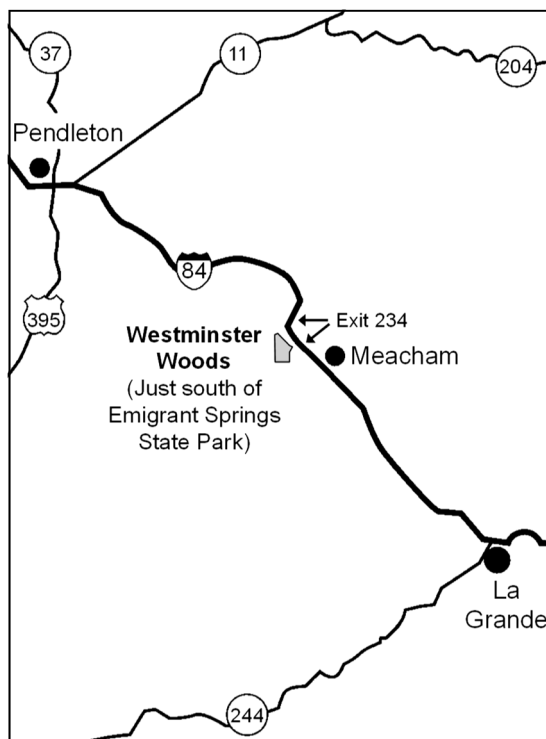 37
11
204
Pendleton
84
395
Exit 234
Westminster
Woods
(Just south of
Emigrant Springs
State Park)
Meacham
La
Grande
244